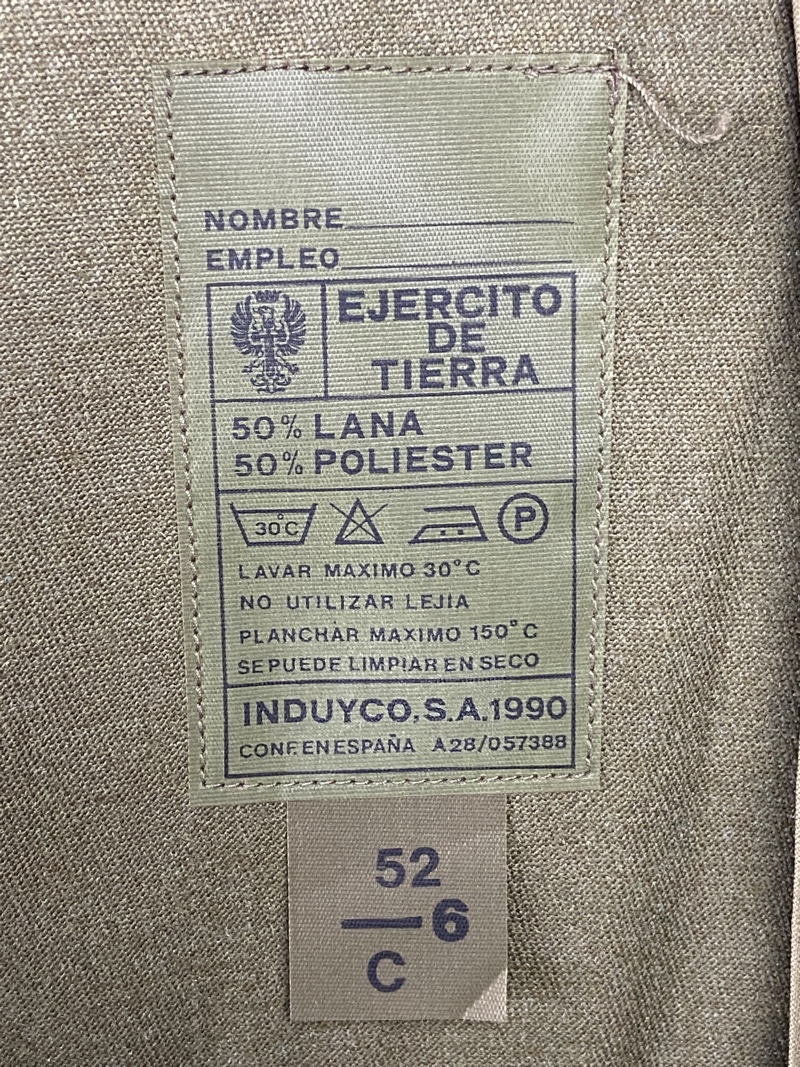 NOMBRE
EMPLEO
EJERCITO
DE
TIERRA
50% LANA
50% POLIESTER
30°C
P
LAVAR MAXIMO 30°C
NO UTILIZAR LEJIA
PLANCHAR MAXIMO 150°C
SE PUEDE LIMPIAR EN SECO
INDUYCO, S.A. 1990
CONF. EN ESPAÑA A28/057388
52
6
C